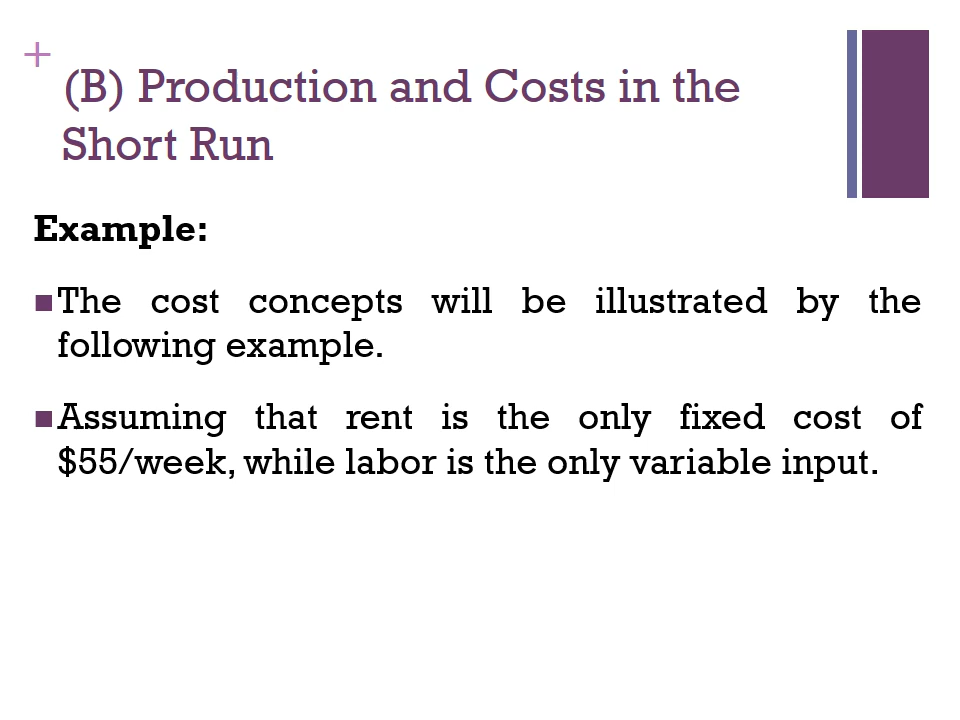 +
(B) Production and Costs in the
Short Run
Example:
■The cost concepts will be illustrated by the
following example.
■Assuming that rent is the only fixed cost of
$55/week, while labor is the only variable input.